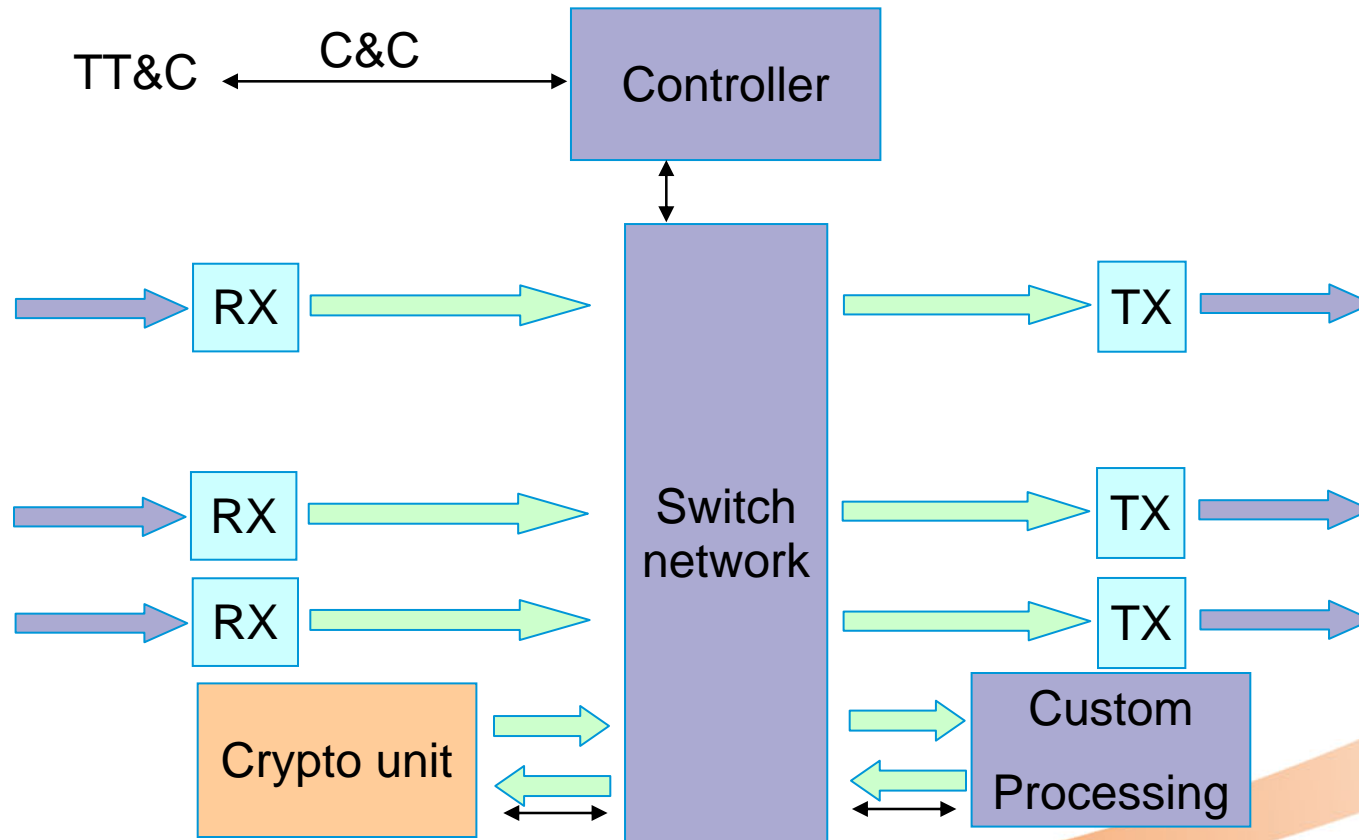 TT&C
C&C
Controller
RX
TX
RX
Switch
network
TX
RX
TX
Crypto unit
Custom
Processing